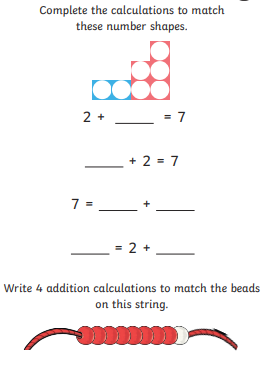 Complete the calculations to match
these number shapes.
2 + _____ = 7
_____ + 2 = 7
7 = _____ + _____
_____ = 2 + _____
Write 4 addition calculations to match the beads
on this string.